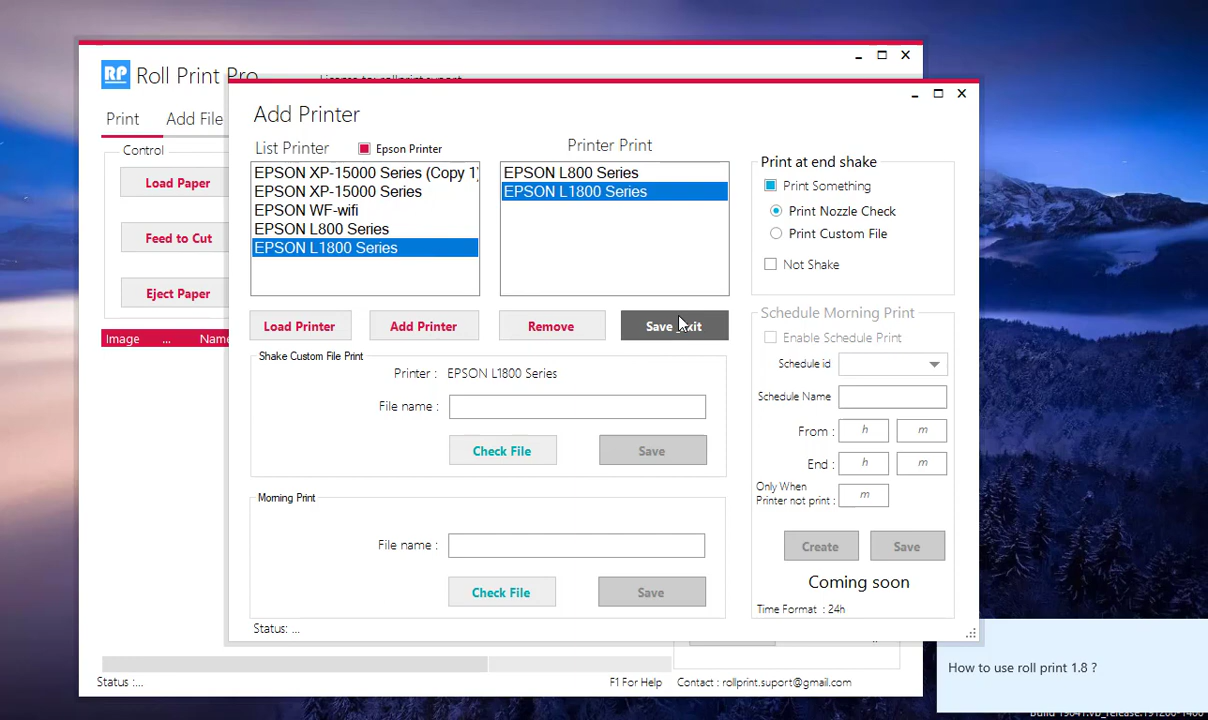 RP Roll Print Pro
Print Add File
Control
Load Paper
Feed to Cut
Eject Paper
Image ... Name
Add Printer
List Printer Epson Printer
EPSON XP-15000 Series (Copy 1)
EPSON XP-15000 Series
EPSON WF-wifi
EPSON L800 Series
EPSON L1800 Series
Printer Print
EPSON L800 Series
EPSON L1800 Series
Load Printer Add Printer Remove Save
Shake Custom File Print
Printer : EPSON L1800 Series
File name :
Check File Save
Morning Print
File name :
Check File Save
Status: ...
Print at end shake
Print Something
Print Nozzle Check
Print Custom File
Not Shake
Schedule Morning Print
Enable Schedule Print
Schedule id
Schedule Name
From : h m
End : h m
Only When
Printer not print : m
Create Save
Coming soon
Time Format : 24h
Status :...
F1 For Help Contact : rollprint.suport@gmail.com
How to use roll print 1.8 ?